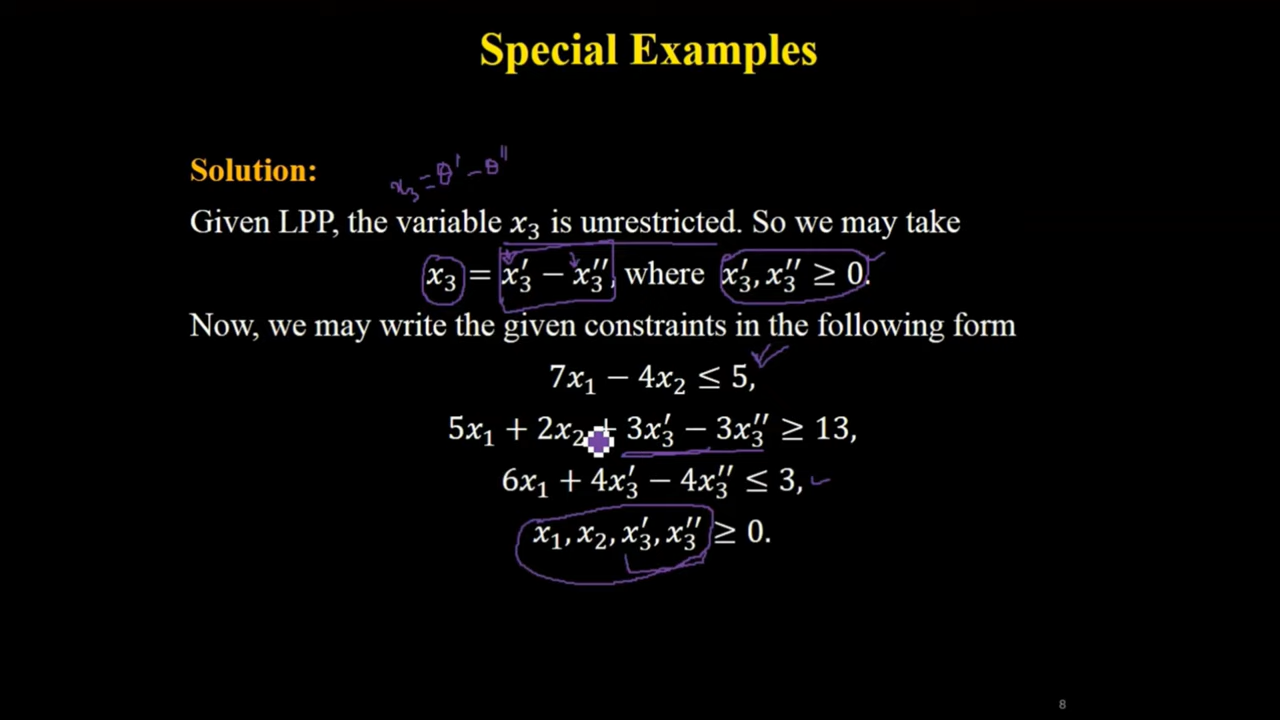 Special Examples
Solution:
x₃ = θ' − θ''
Given LPP, the variable x₃ is unrestricted. So we may take
x₃ = x₃′ − x₃″, where x₃′, x₃″ ≥ 0.
Now, we may write the given constraints in the following form
7x₁ − 4x₂ ≤ 5,
5x₁ + 2x₂ + 3x₃′ − 3x₃″ ≥ 13,
6x₁ + 4x₃′ − 4x₃″ ≤ 3,
x₁, x₂, x₃′, x₃″ ≥ 0.
8